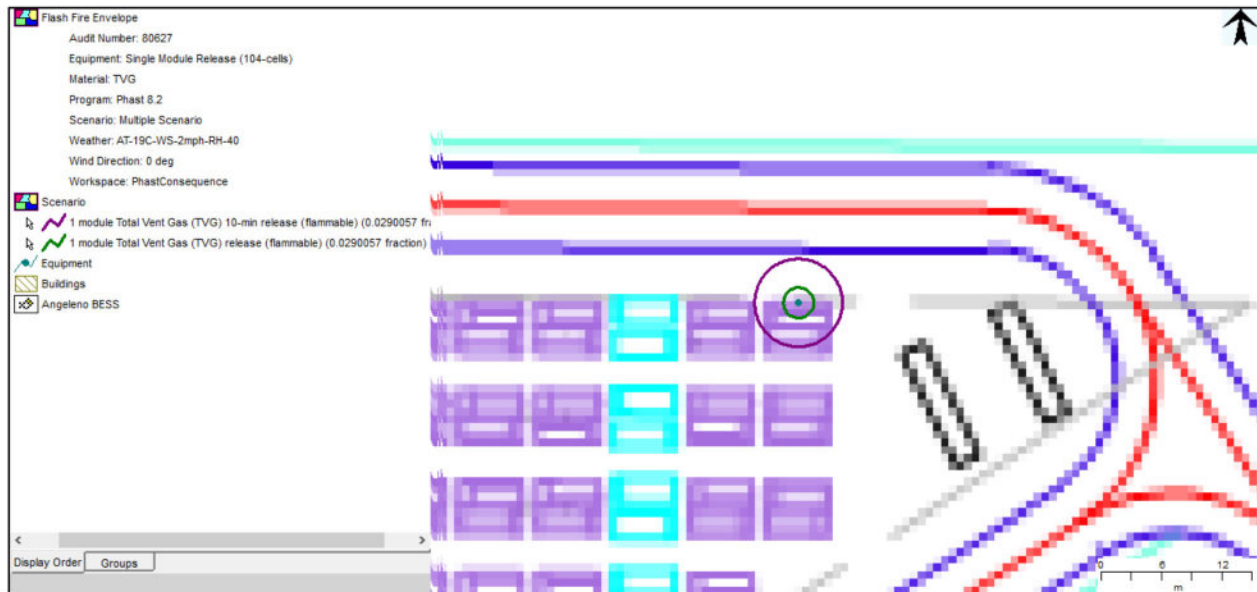 Flash Fire Envelope
Audit Number: 80627
Equipment: Single Module Release (104-cells)
Material: TVG
Program: Phast 8.2
Scenario: Multiple Scenario
Weather: AT-19C-WS-2mph-RH-40
Wind Direction: 0 deg
Workspace: PhastConsequence
Scenario
1 module Total Vent Gas (TVG) 10-min release (flammable) (0.0290057 fra
1 module Total Vent Gas (TVG) release (flammable) (0.0290057 fraction)
Equipment
Buildings
Angeleno BESS
Display Order Groups
0 6 12
m